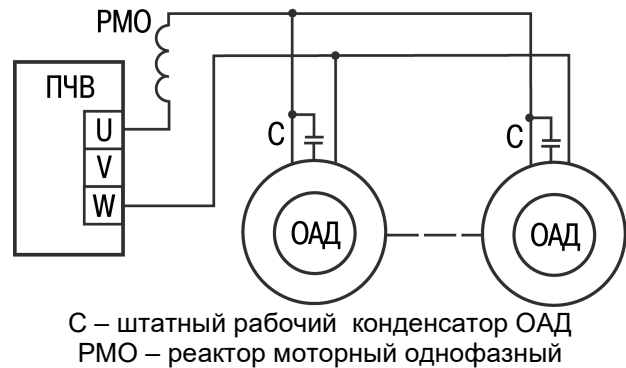 РМО
ПЧВ
U
V
W
C
C
ОАД
ОАД
С – штатный рабочий конденсатор ОАД
РМО – реактор моторный однофазный